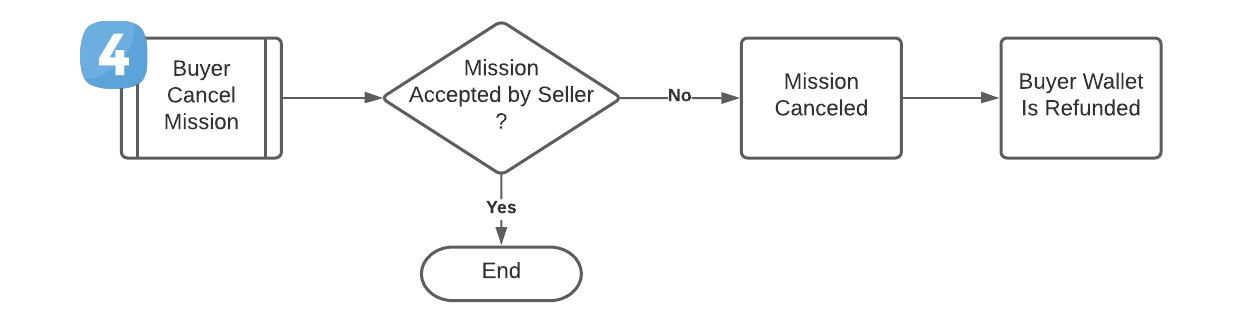 4
Buyer
Cancel
Mission
Mission
Accepted by Seller
?
No
Mission
Canceled
Buyer Wallet
Is Refunded
Yes
End